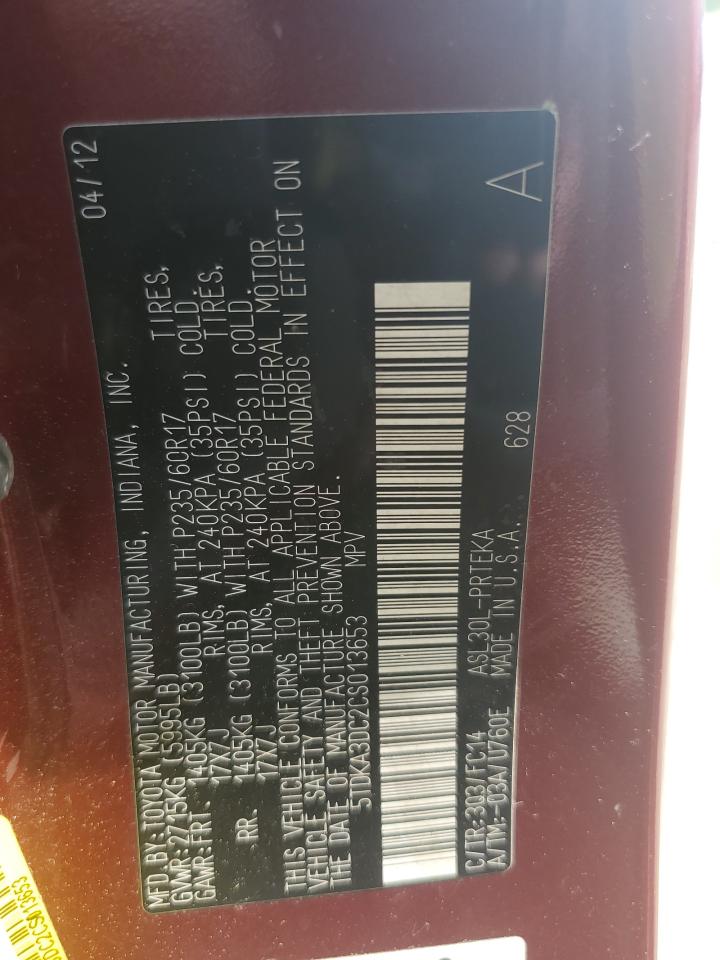 MFD.BY:TOYOTA MOTOR MANUFACTURING, INDIANA, INC. 04/12
GVWR:2715KG (5995LB)
GAWR:FRT. 1405KG (3100LB) WITH P235/60R17 TIRES,
17X7J RIMS, AT 240KPA (35PSI) COLD.
RR. 1405KG (3100LB) WITH P235/60R17 TIRES,
17X7J RIMS, AT 240KPA (35PSI) COLD.
THIS VEHICLE CONFORMS TO ALL APPLICABLE FEDERAL MOTOR
VEHICLE SAFETY AND THEFT PREVENTION STANDARDS IN EFFECT ON
THE DATE OF MANUFACTURE SHOWN ABOVE.
5TDKA3DC2CS013653 MPV
C/TR:3Q3/FC14 ASL30L-PRTEKA
A/TM:-03A/U760E MADE IN U.S.A. 628 A
DC2CS013653